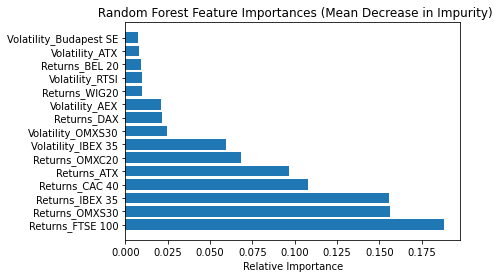 Random Forest Feature Importances (Mean Decrease in Impurity)
Volatility_Budapest SE
Volatility_ATX
Returns_BEL 20
Volatility_RTSI
Returns_WIG20
Volatility_AEX
Returns_DAX
Volatility_OMXS30
Volatility_IBEX 35
Returns_OMXC20
Returns_ATX
Returns_CAC 40
Returns_IBEX 35
Returns_OMXS30
Returns_FTSE 100
0.000 0.025 0.050 0.075 0.100 0.125 0.150 0.175
Relative Importance